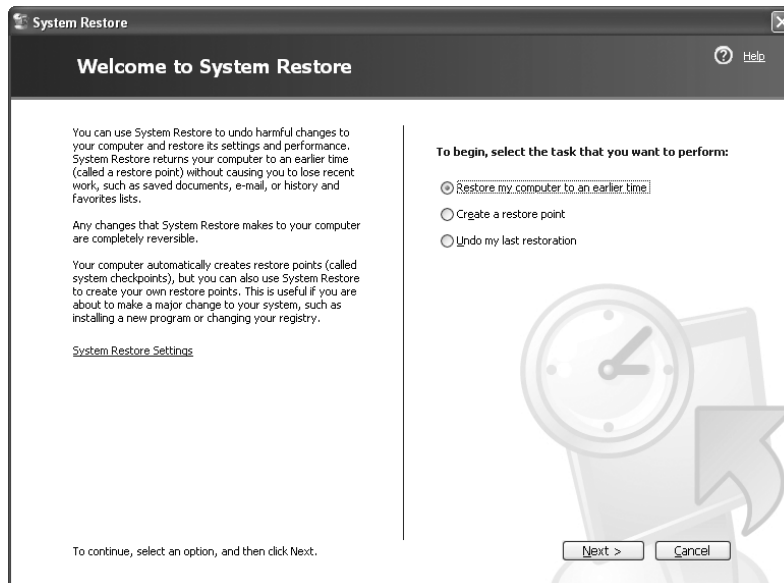 System Restore
Welcome to System Restore
Help
You can use System Restore to undo harmful changes to
your computer and restore its settings and performance.
System Restore returns your computer to an earlier time
(called a restore point) without causing you to lose recent
work, such as saved documents, e-mail, or history and
favorites lists.
Any changes that System Restore makes to your computer
are completely reversible.
Your computer automatically creates restore points (called
system checkpoints), but you can also use System Restore
to create your own restore points. This is useful if you are
about to make a major change to your system, such as
installing a new program or changing your registry.
System Restore Settings
To begin, select the task that you want to perform:
Restore my computer to an earlier time
Create a restore point
Undo my last restoration
To continue, select an option, and then click Next.
Next >
Cancel